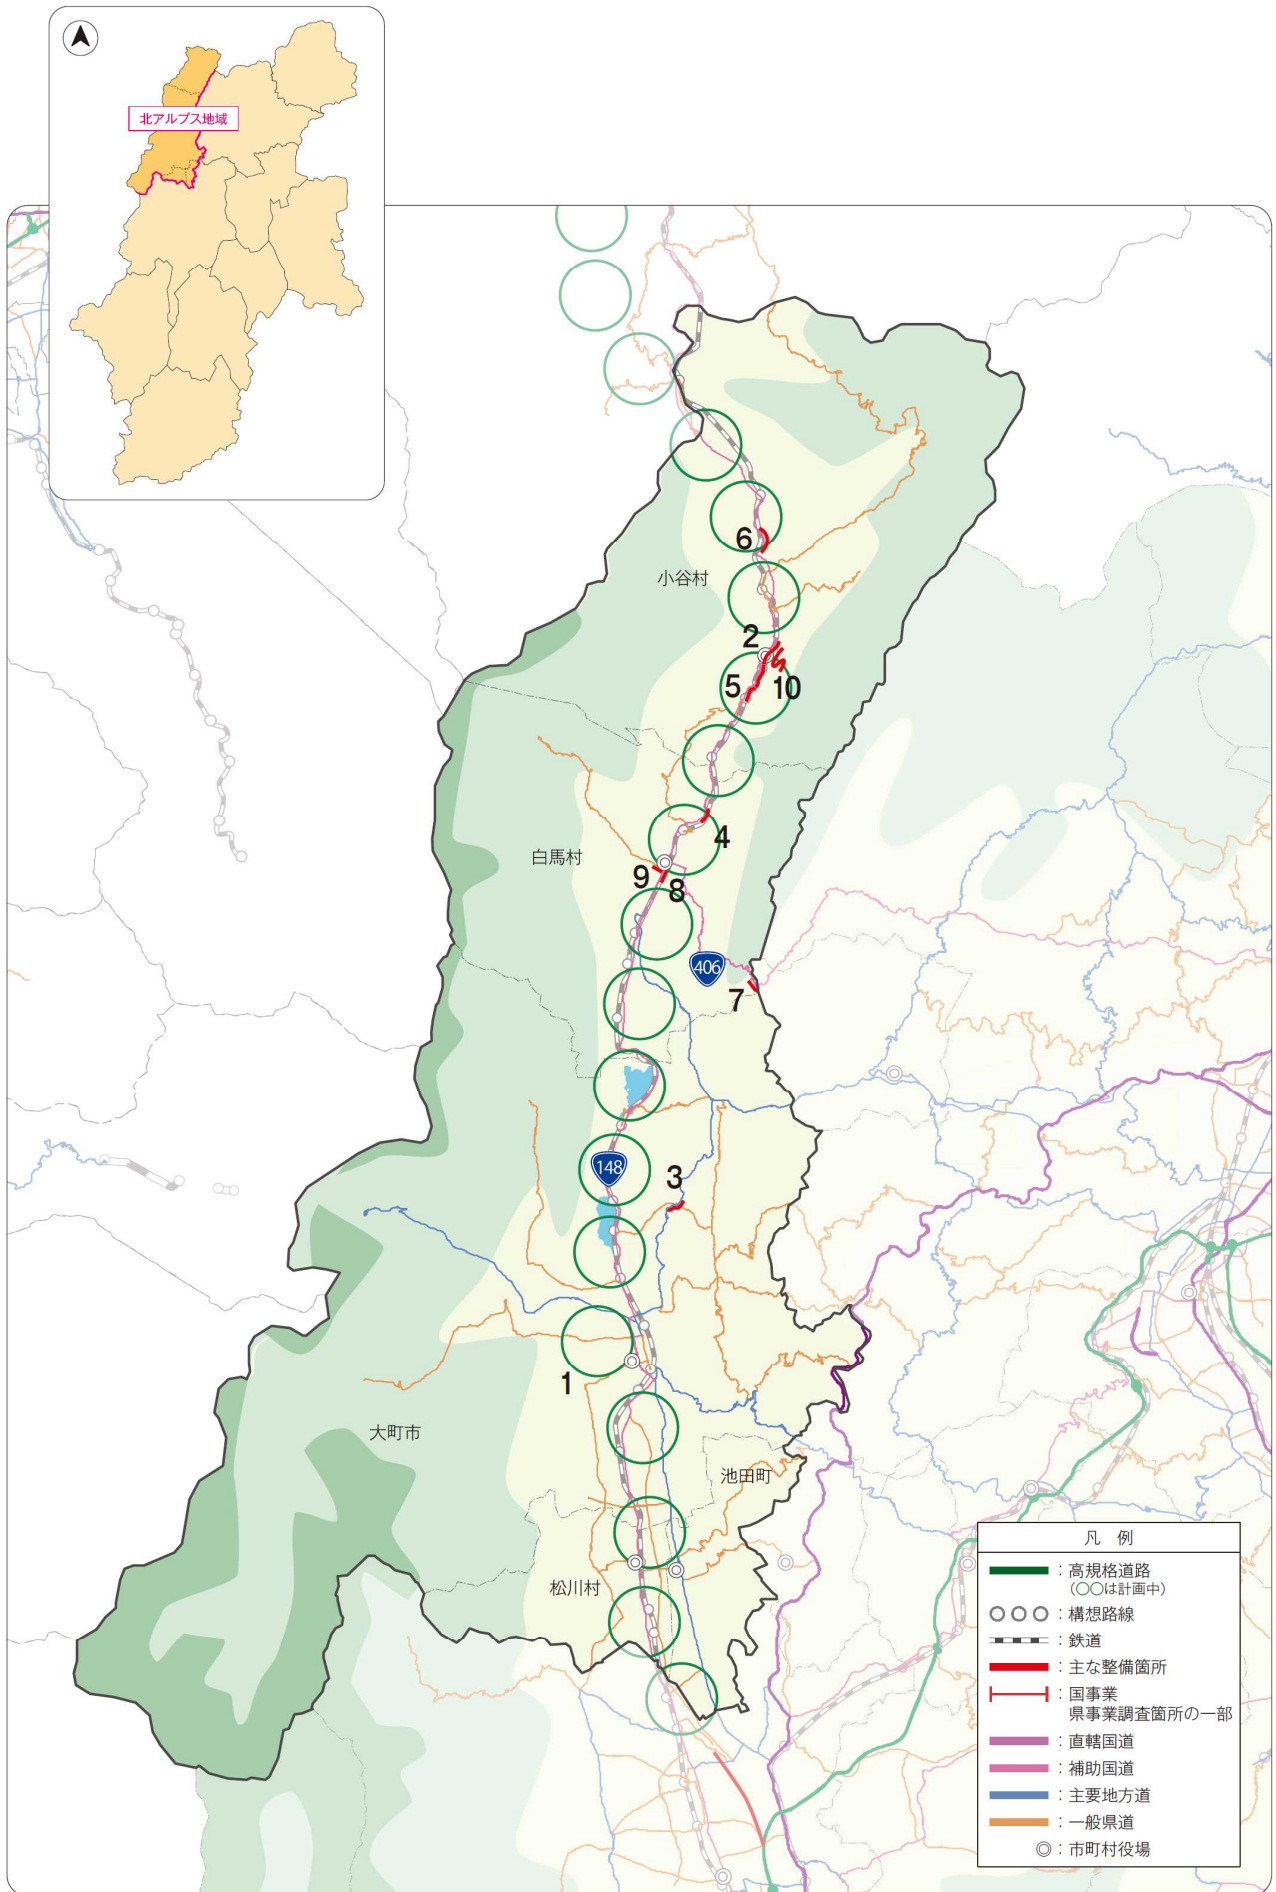 北アルプス地域
6
小谷村
2
5
10
4
白馬村
9
8
406
7
148
3
1
大町市
池田町
松川村
凡 例
：高規格道路
（○○は計画中）
：構想路線
：鉄道
：主な整備箇所
：国事業
県事業調査箇所の一部
：直轄国道
：補助国道
：主要地方道
：一般県道
：市町村役場